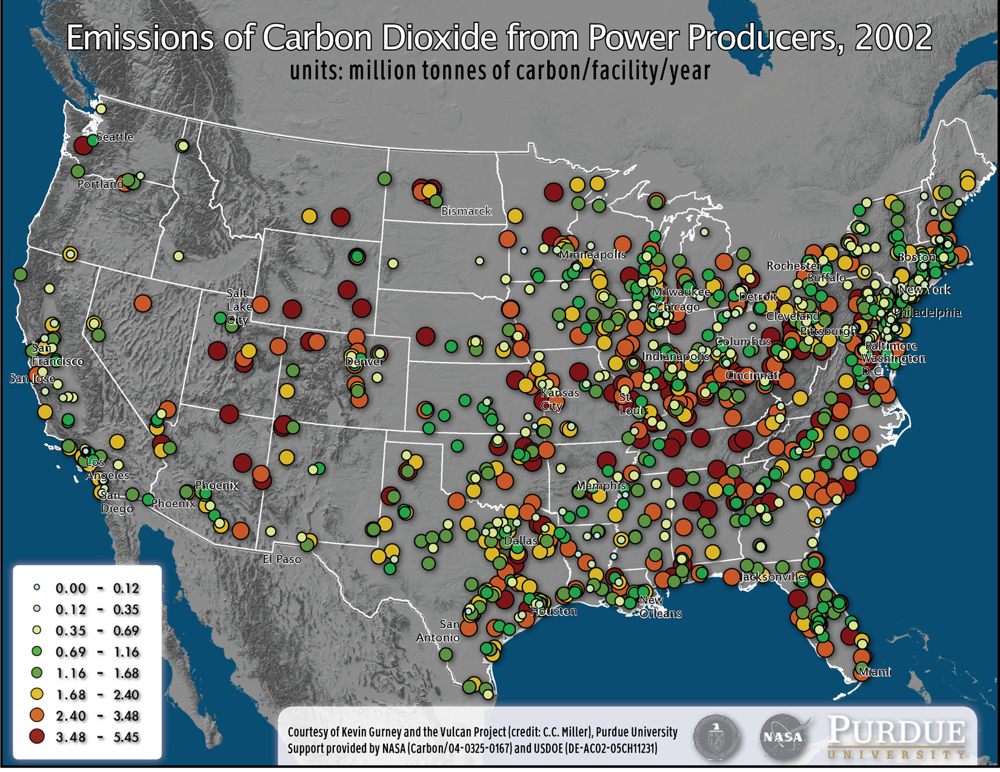 Emissions of Carbon Dioxide from Power Producers, 2002
units: million tonnes of carbon/facility/year
Seattle
Portland
Bismarck
Minneapolis
Rochester
Buffalo
Boston
Milwaukee
Chicago
Detroit
New York
Cleveland
Philadelphia
Pittsburgh
Salt
Lake
City
San
Francisco
San Jose
Denver
Columbus
Indianapolis
Baltimore
Washington
D.C.
Cincinnati
Kansas
City
St.
Louis
Los
Angeles
San
Diego
Phoenix
Phoenix
Memphis
El Paso
Dallas
Jacksonville
New
Orleans
Houston
San
Antonio
Miami
0.00 - 0.12
0.12 - 0.35
0.35 - 0.69
0.69 - 1.16
1.16 - 1.68
1.68 - 2.40
2.40 - 3.48
3.48 - 5.45
Courtesy of Kevin Gurney and the Vulcan Project (credit: C.C. Miller), Purdue University
Support provided by NASA (Carbon/04-0325-0167) and USDOE (DE-AC02-05CH11231)
NASA
PURDUE
UNIVERSITY